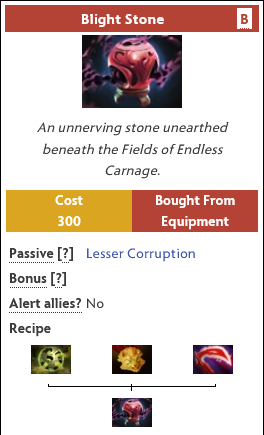 Blight Stone B
An unnerving stone unearthed
beneath the Fields of Endless
Carnage.
Cost
300
Bought From
Equipment
Passive [?] Lesser Corruption
Bonus [?]
Alert allies? No
Recipe